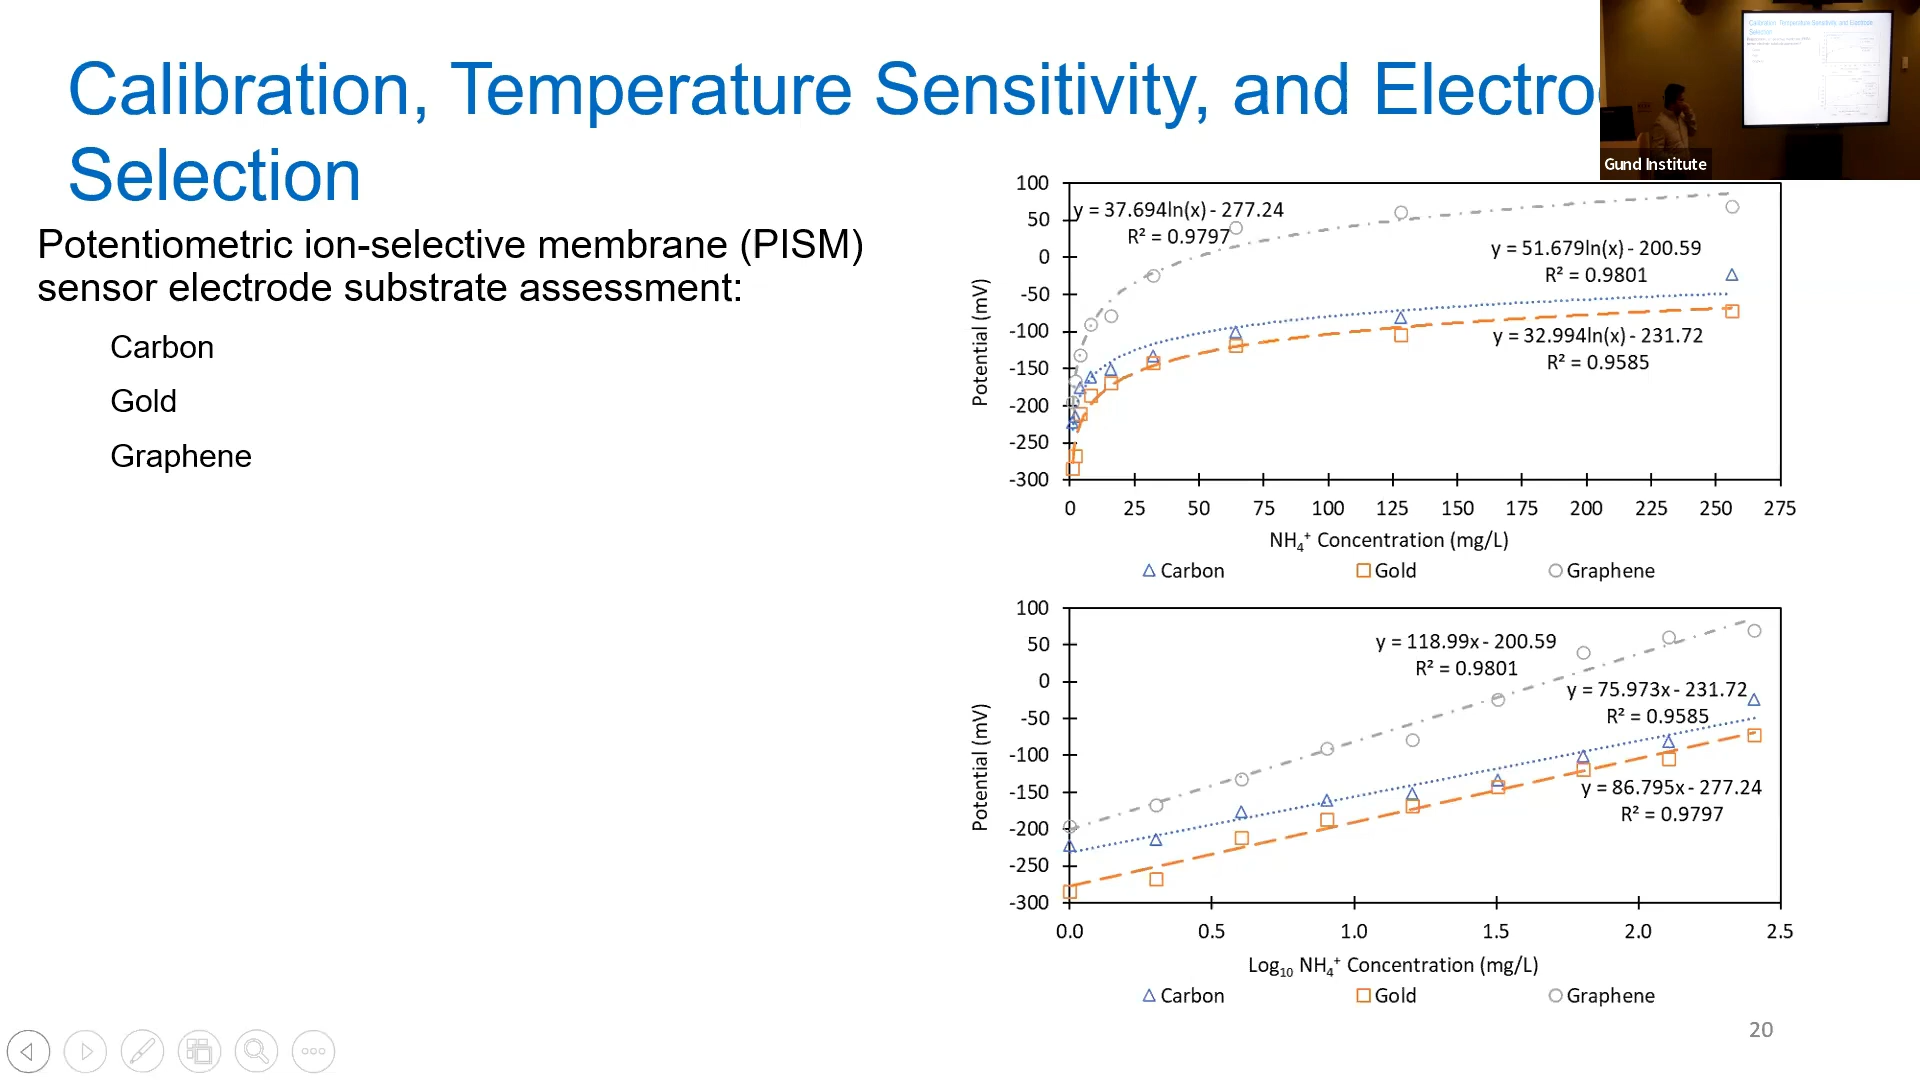 Calibration, Temperature Sensitivity, and Electro
Selection
Gund Institute
Potentiometric ion-selective membrane (PISM)
sensor electrode substrate assessment:
Carbon
Gold
Graphene
100
50
0
-50
-100
-150
-200
-250
-300
Potential (mV)
y = 37.694ln(x) - 277.24
R² = 0.9797
y = 51.679ln(x) - 200.59
R² = 0.9801
y = 32.994ln(x) - 231.72
R² = 0.9585
0 25 50 75 100 125 150 175 200 225 250 275
NH₄⁺ Concentration (mg/L)
Carbon Gold Graphene
100
50
0
-50
-100
-150
-200
-250
-300
Potential (mV)
y = 118.99x - 200.59
R² = 0.9801
y = 75.973x - 231.72
R² = 0.9585
y = 86.795x - 277.24
R² = 0.9797
0.0 0.5 1.0 1.5 2.0 2.5
Log₁₀ NH₄⁺ Concentration (mg/L)
Carbon Gold Graphene
20